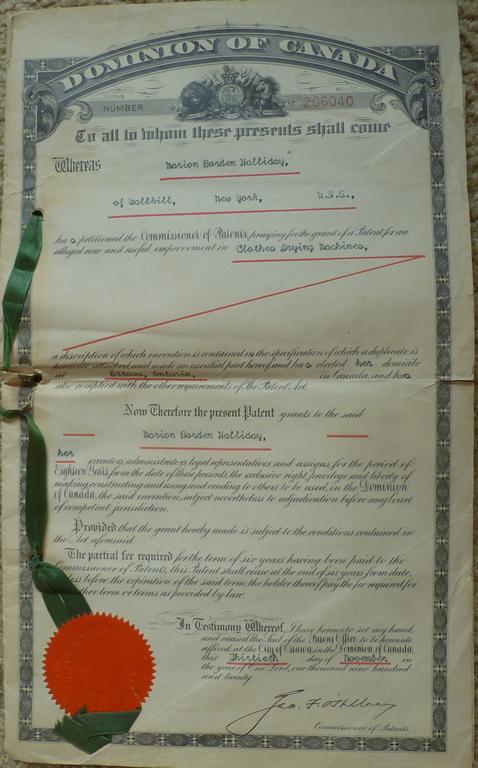 DOMINION OF CANADA
NUMBER 206040
To all to whom these presents shall come
Whereas Marion Borden Halliday,
of Wallkill, New York, U.S.A.,
has petitioned the Commissioner of Patents, praying for the grant of a Patent for an
alleged new and useful improvement in Clothes Drying Machines,
a description of which invention is contained in the specification of which a duplicate is
hereunto attached and made an essential part hereof and has elected her domicile
at Ottawa, Ontario, in Canada, and has
also complied with the other requirements of the Patent Act.
Now Therefore the present Patent grants to the said
Marion Borden Halliday,
her executors, administrators, legal representatives and assigns, for the period of
Eighteen Years, from the date of these presents, the exclusive right, privilege and liberty of
making, constructing and using and vending to others to be used, in the Dominion
of Canada, the said invention, subject nevertheless to adjudication before any Court
of competent jurisdiction.
Provided that the grant hereby made is subject to the conditions contained in
the Act aforesaid.
The partial fee required for the term of six years having been paid to the
Commissioner of Patents, this Patent shall cease at the end of six years from date,
less before the expiration of the said term, the holder thereof pay the fee required for
ther term or terms as provided by law.
In Testimony Whereof, I have hereunto set my hand,
and caused the Seal of the Patent Office to be hereunto
affixed, at the City of Ottawa, in the Dominion of Canada,
this Thirtieth day of November in
the year of our Lord, one thousand nine hundred
and twenty
Geo. F. O'Halloran
Commissioner of Patents.